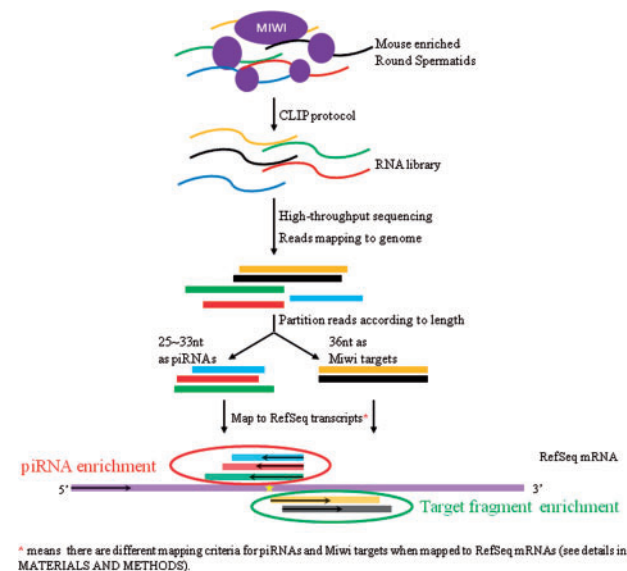 MIWI
Mouse enriched
Round Spermatids
CLIP protocol
RNA library
High-throughput sequencing
Reads mapping to genome
Partition reads according to length
25~33nt
as piRNAs
36nt as
Miwi targets
Map to RefSeq transcripts*
piRNA enrichment
RefSeq mRNA
5’
3’
Target fragment enrichment
* means there are different mapping criteria for piRNAs and Miwi targets when mapped to RefSeq mRNAs (see details in
MATERIALS AND METHODS).